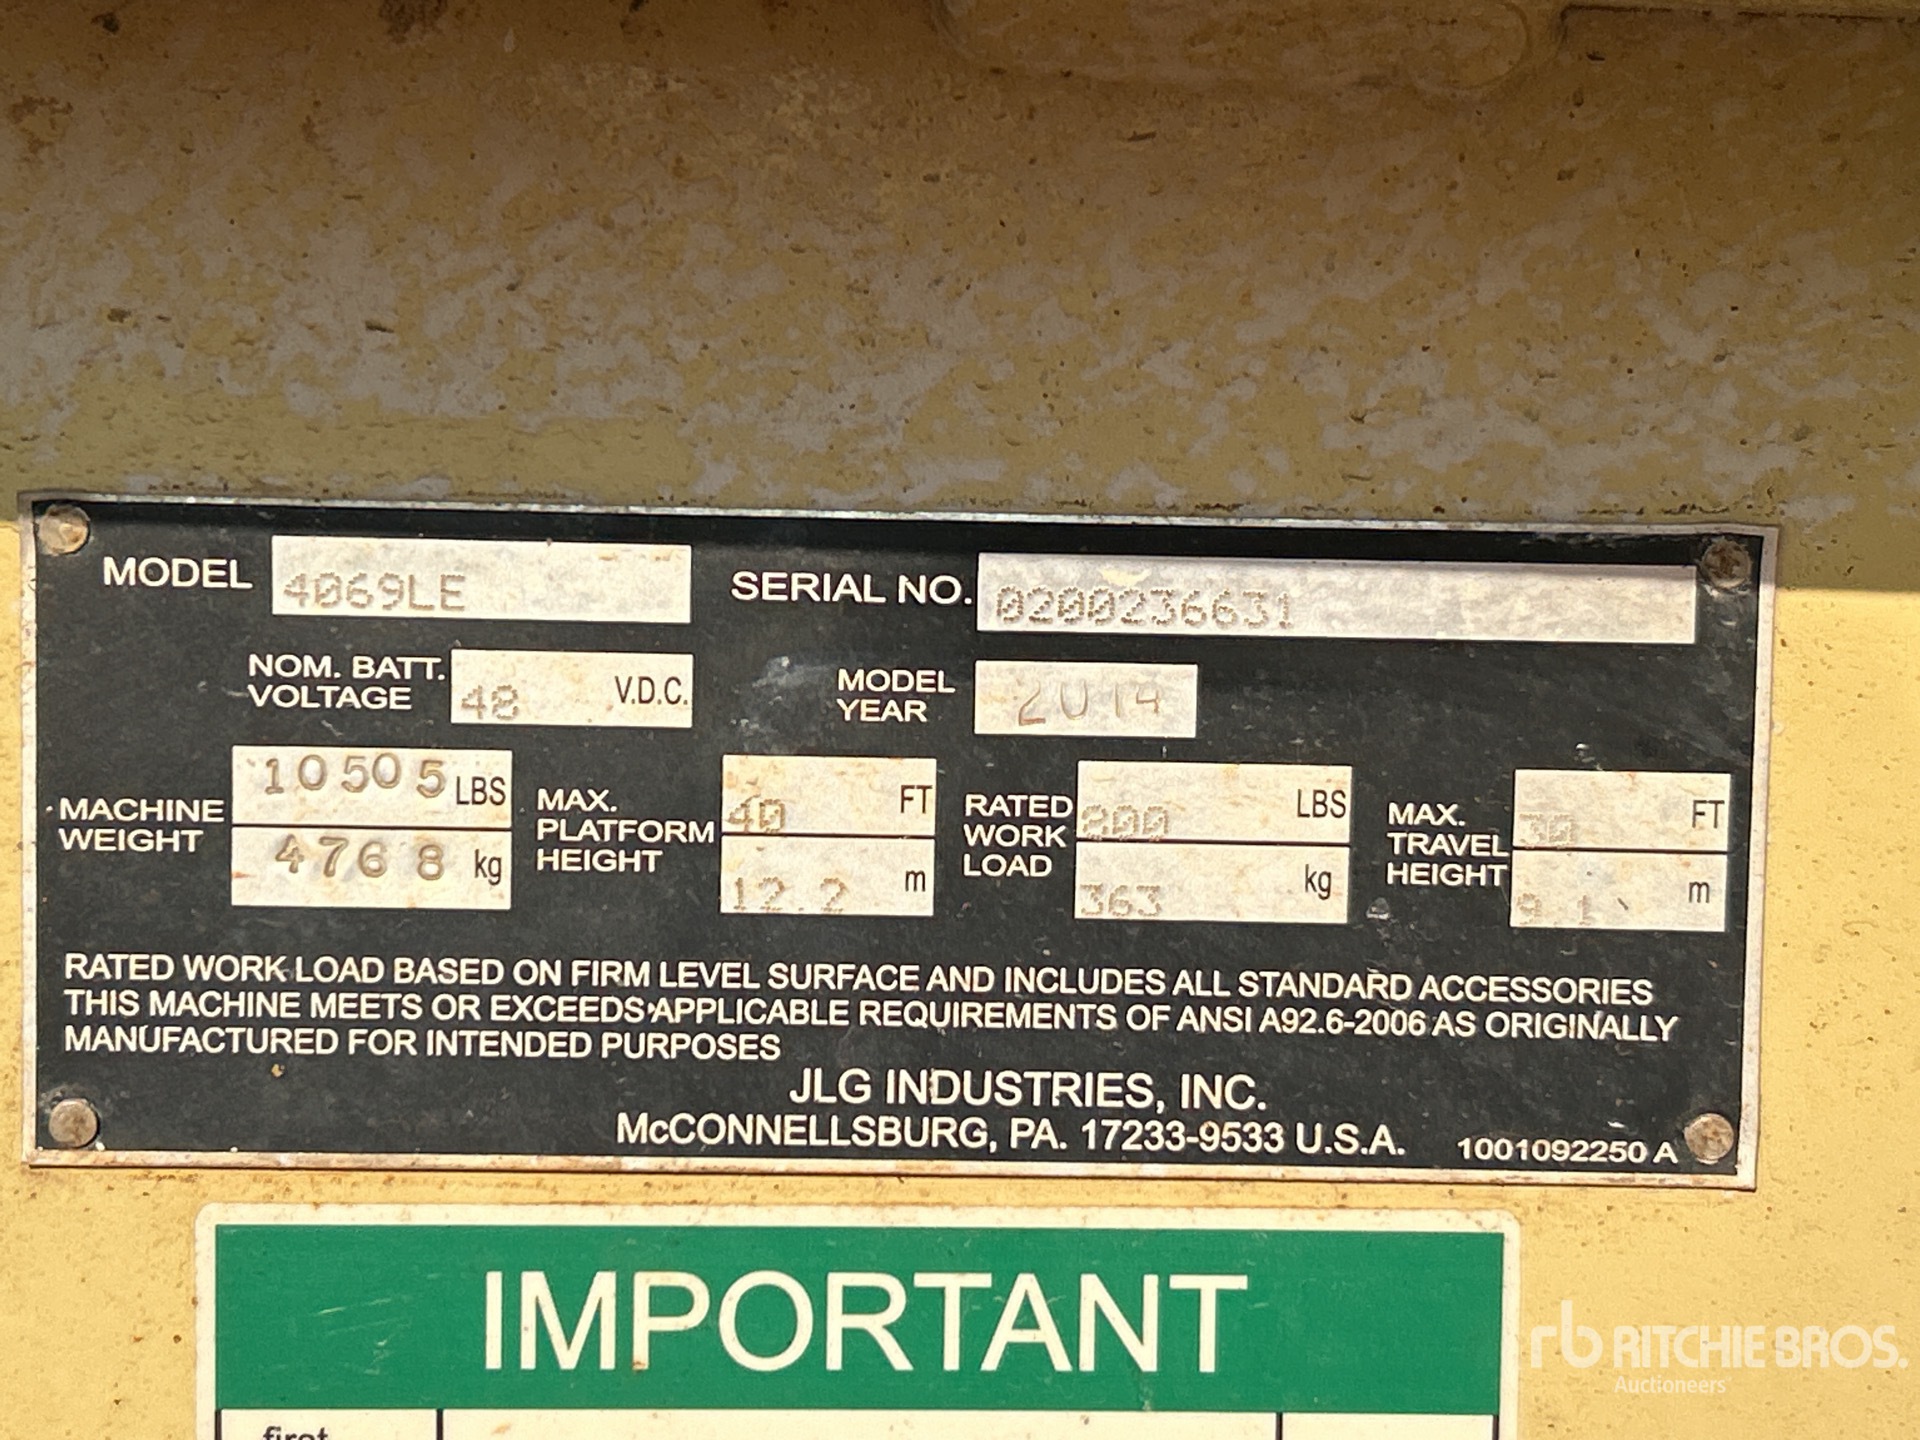 MODEL 4069LE SERIAL NO. 0200236631
NOM. BATT. VOLTAGE 48 V.D.C. MODEL YEAR 2014
MACHINE WEIGHT 10505 LBS 4768 kg
MAX. PLATFORM HEIGHT 40 FT 12.2 m
RATED WORK LOAD 800 LBS 363 kg
MAX. TRAVEL HEIGHT 30 FT 9.1 m
RATED WORK LOAD BASED ON FIRM LEVEL SURFACE AND INCLUDES ALL STANDARD ACCESSORIES
THIS MACHINE MEETS OR EXCEEDS APPLICABLE REQUIREMENTS OF ANSI A92.6-2006 AS ORIGINALLY
MANUFACTURED FOR INTENDED PURPOSES
JLG INDUSTRIES, INC.
McCONNELLSBURG, PA. 17233-9533 U.S.A. 1001092250 A
IMPORTANT
first
rb RITCHIE BROS.
Auctioneers